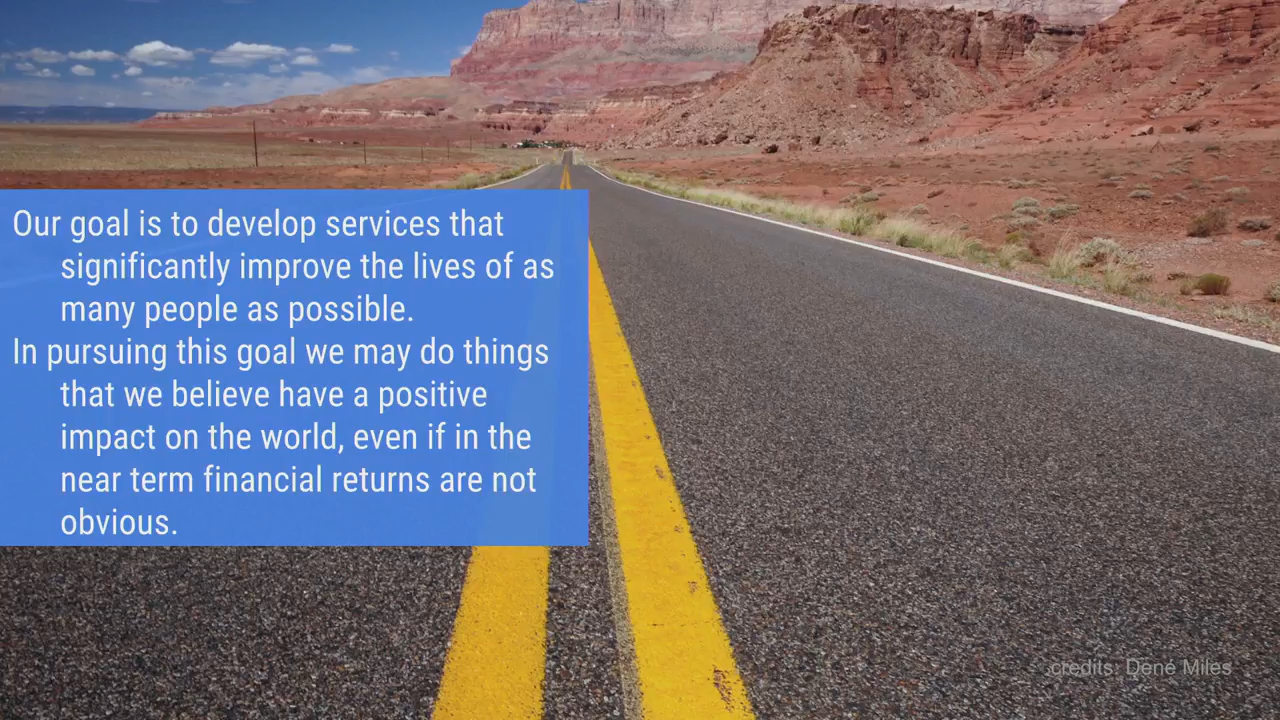 Our goal is to develop services that
significantly improve the lives of as
many people as possible.
In pursuing this goal we may do things
that we believe have a positive
impact on the world, even if in the
near term financial returns are not
obvious.
credits: Dené Miles